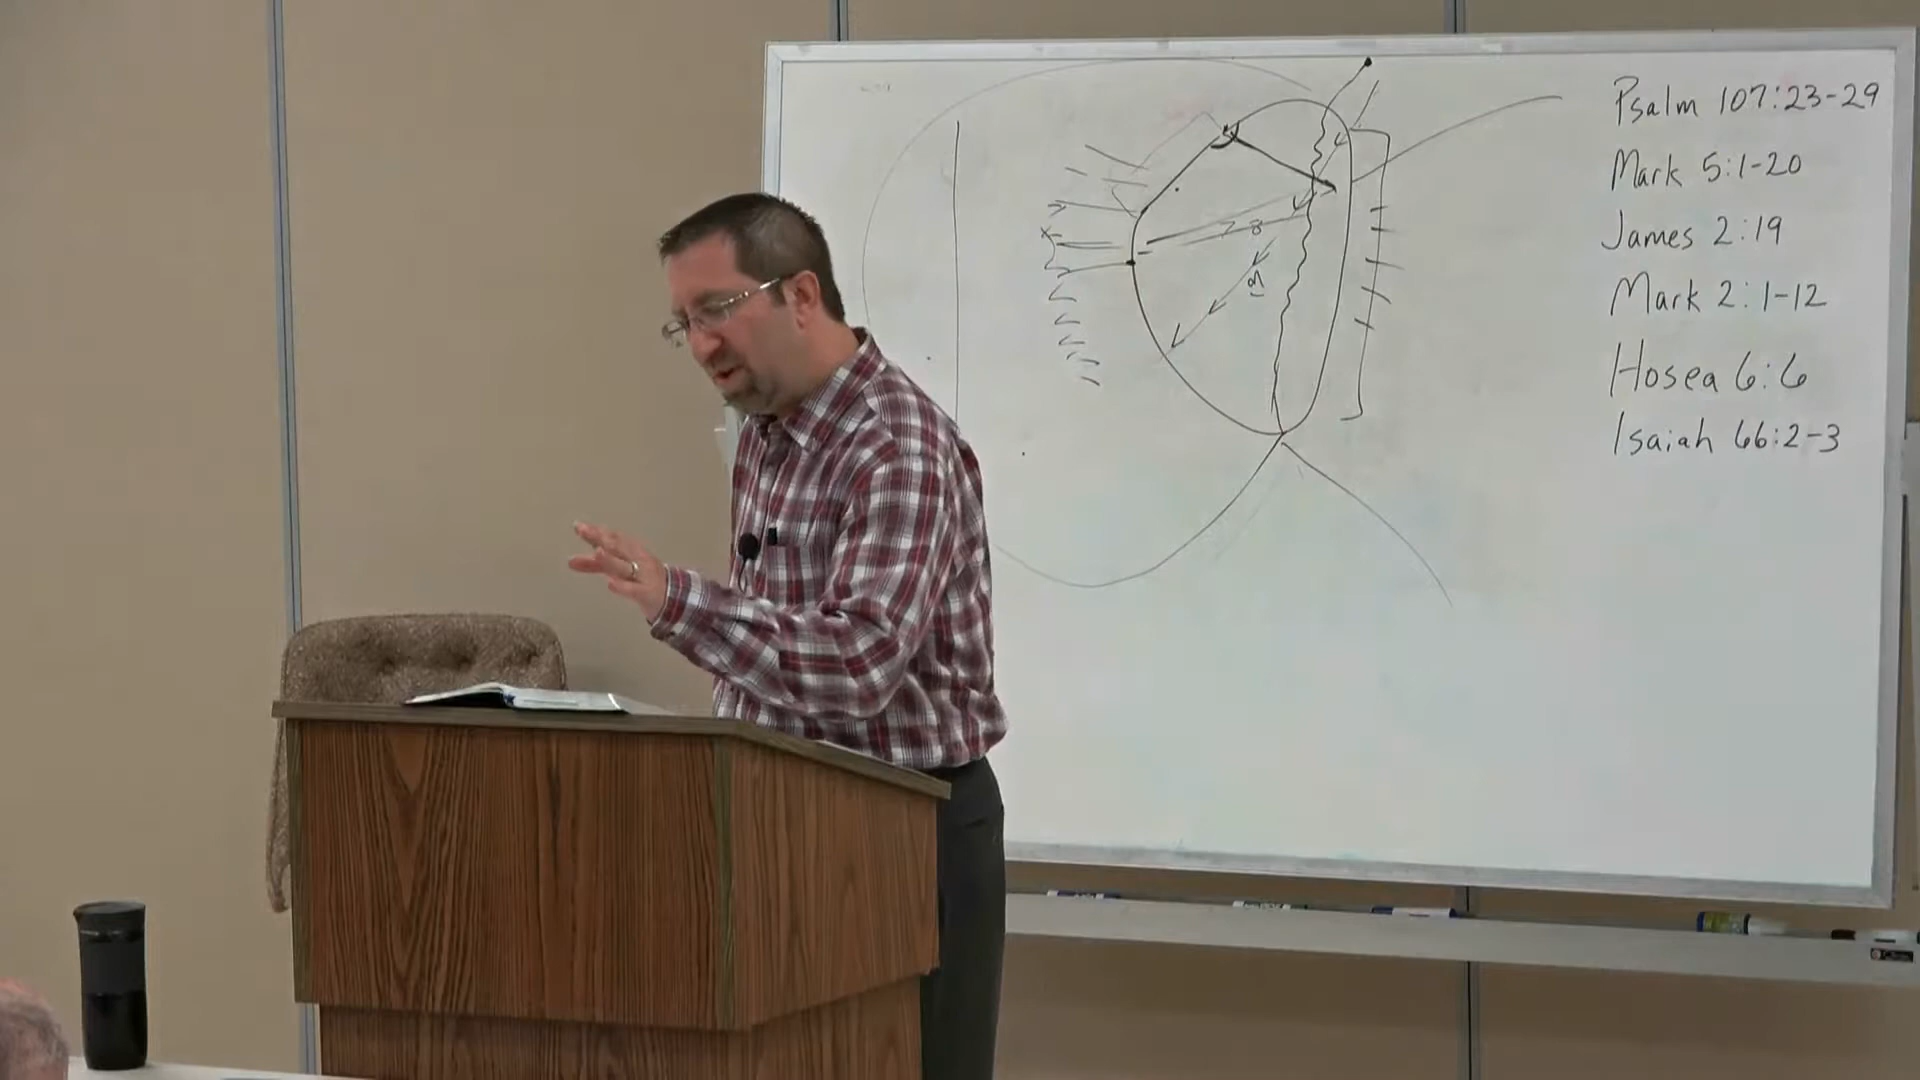 Psalm 107:23-29
Mark 5:1-20
James 2:19
Mark 2:1-12
Hosea 6:6
Isaiah 66:2-3